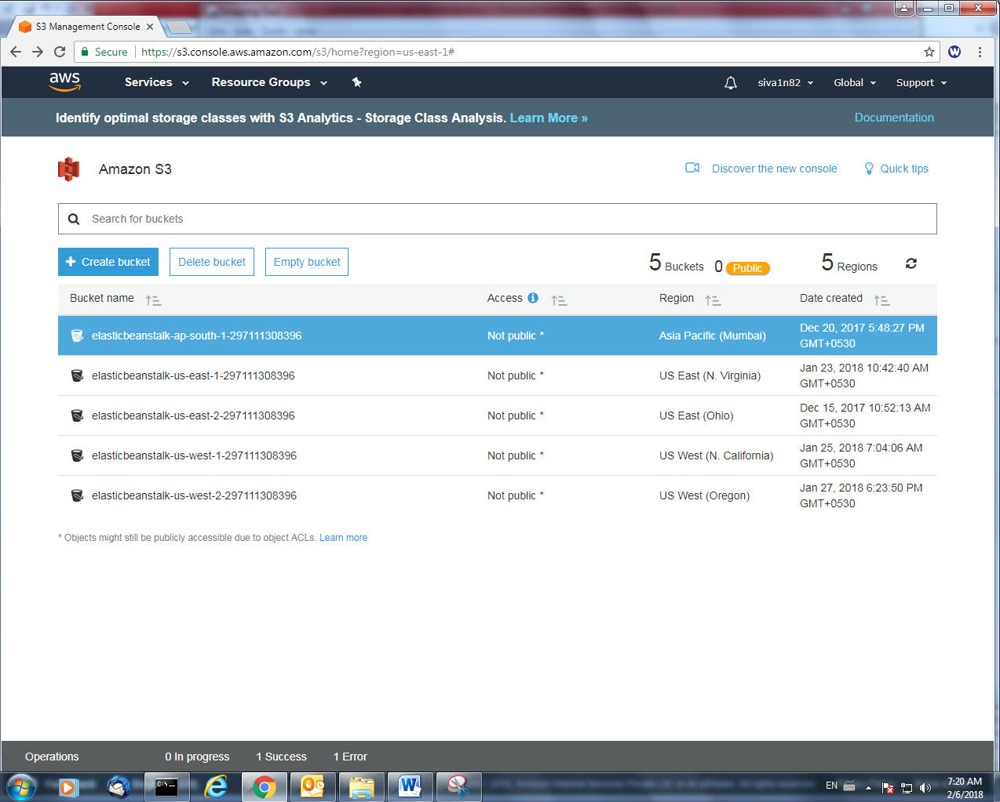 S3 Management Console
Secure
https://s3.console.aws.amazon.com/s3/home?region=us-east-1#
W
aws Services Resource Groups siva1n82 Global Support
Identify optimal storage classes with S3 Analytics - Storage Class Analysis. Learn More » Documentation
Amazon S3 Discover the new console Quick tips
Search for buckets
Create bucket Delete bucket Empty bucket 5 Buckets 0 Public 5 Regions
Bucket name Access Region Date created
elasticbeanstalk-ap-south-1-297111308396 Not public * Asia Pacific (Mumbai) Dec 20, 2017 5:48:27 PM
GMT+0530
elasticbeanstalk-us-east-1-297111308396 Not public * US East (N. Virginia) Jan 23, 2018 10:42:40 AM
GMT+0530
elasticbeanstalk-us-east-2-297111308396 Not public * US East (Ohio) Dec 15, 2017 10:52:13 AM
GMT+0530
elasticbeanstalk-us-west-1-297111308396 Not public * US West (N. California) Jan 25, 2018 7:04:06 AM
GMT+0530
elasticbeanstalk-us-west-2-297111308396 Not public * US West (Oregon) Jan 27, 2018 6:23:50 PM
GMT+0530
* Objects might still be publicly accessible due to object ACLs. Learn more
Operations 0 In progress 1 Success 1 Error
EN 7:20 AM
2/6/2018